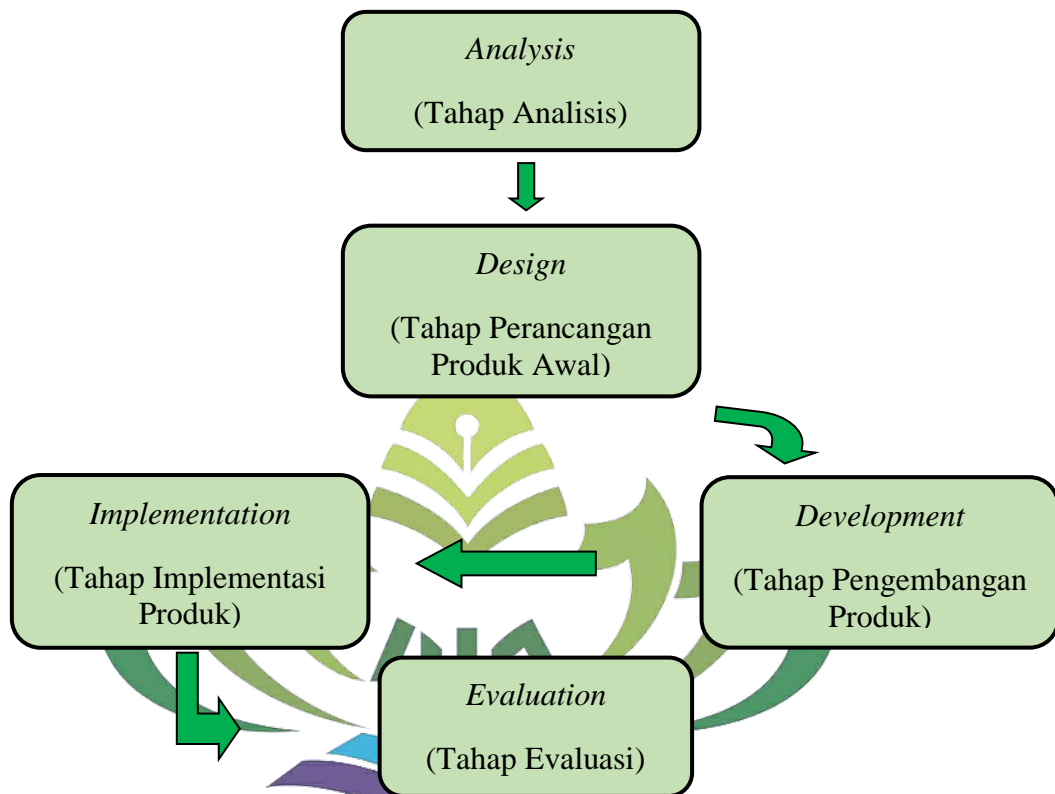 Analysis
(Tahap Analisis)
Design
(Tahap Perancangan
Produk Awal)
Implementation
(Tahap Implementasi
Produk)
Development
(Tahap Pengembangan
Produk)
Evaluation
(Tahap Evaluasi)